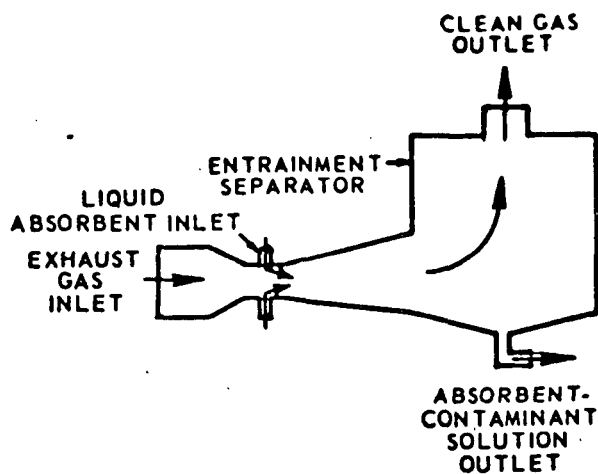 CLEAN GAS
OUTLET
ENTRAINMENT
SEPARATOR
LIQUID
ABSORBENT INLET
EXHAUST
GAS
INLET
ABSORBENT-
CONTAMINANT
SOLUTION
OUTLET